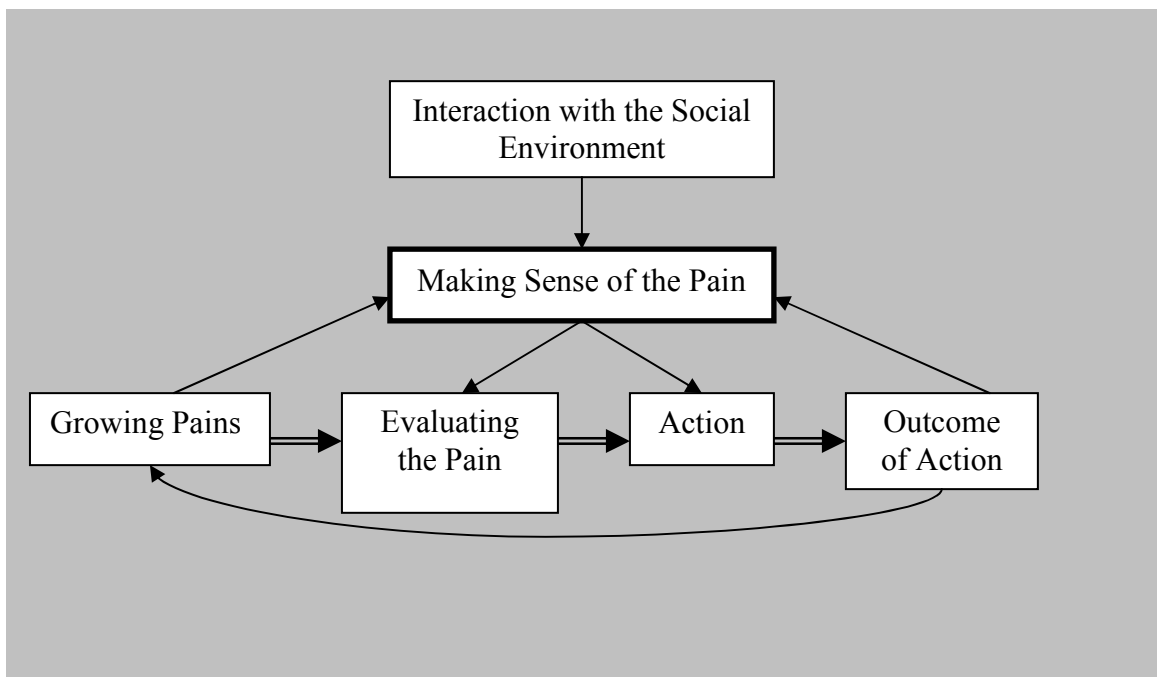 Interaction with the Social
Environment
Making Sense of the Pain
Growing Pains
Evaluating
the Pain
Action
Outcome
of Action